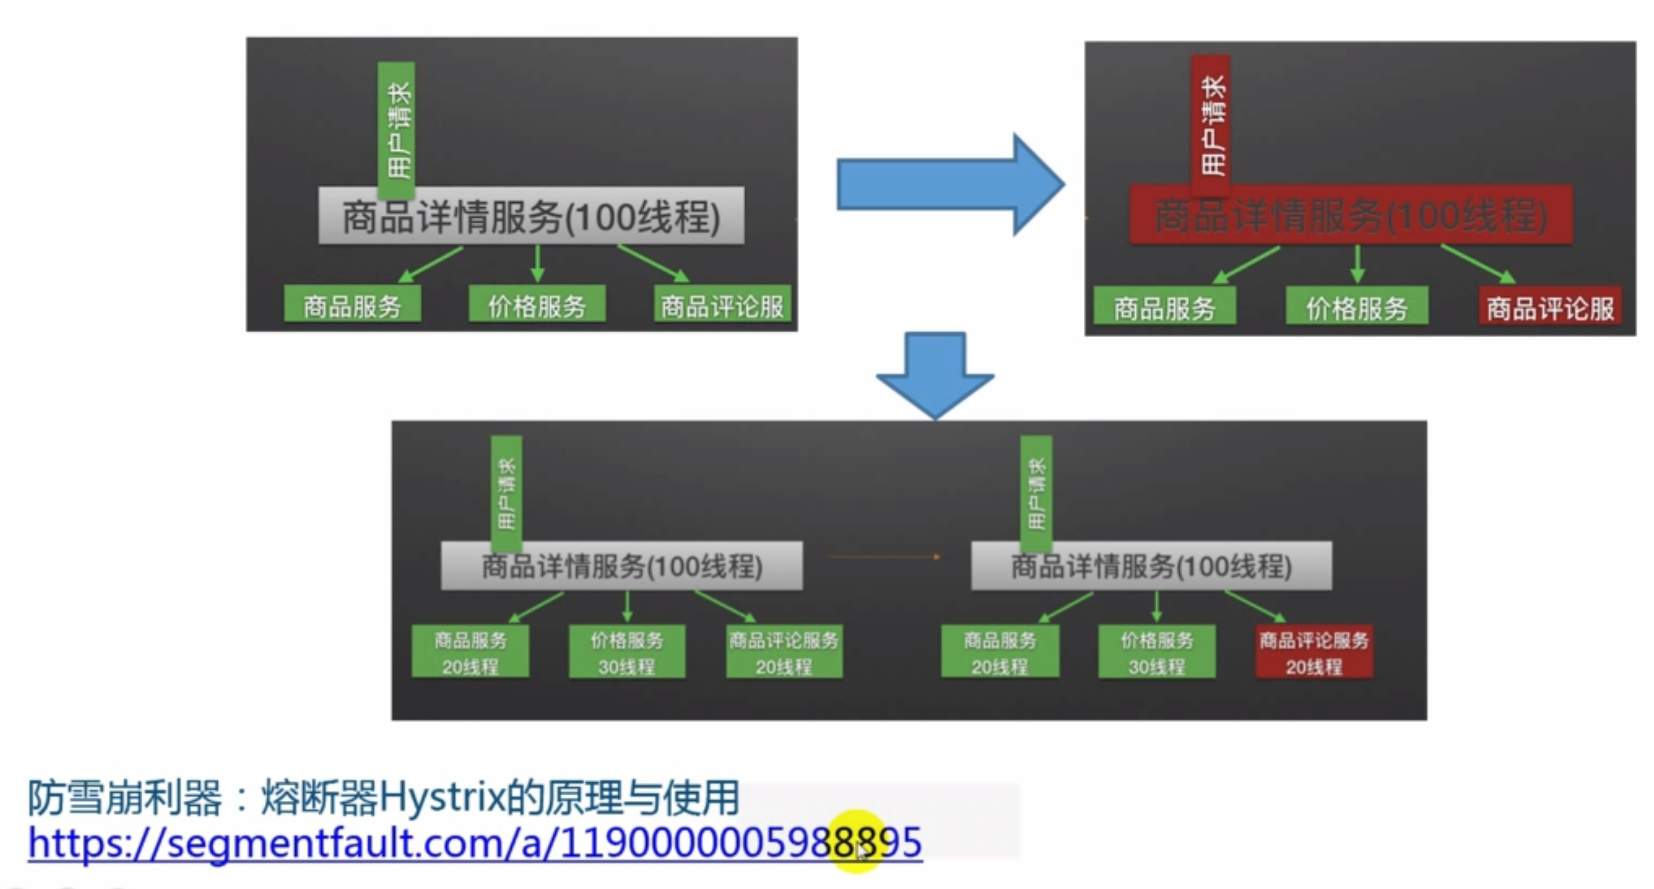 用户请求
商品详情服务(100线程)
商品服务
价格服务
商品评论服
用户请求
商品详情服务(100线程)
商品服务
价格服务
商品评论服
用户请求
商品详情服务(100线程)
商品服务
20线程
价格服务
30线程
商品评论服务
20线程
用户请求
商品详情服务(100线程)
商品服务
20线程
价格服务
30线程
商品评论服务
20线程
防雪崩利器：熔断器Hystrix的原理与使用
https://segmentfault.com/a/1190000005988895